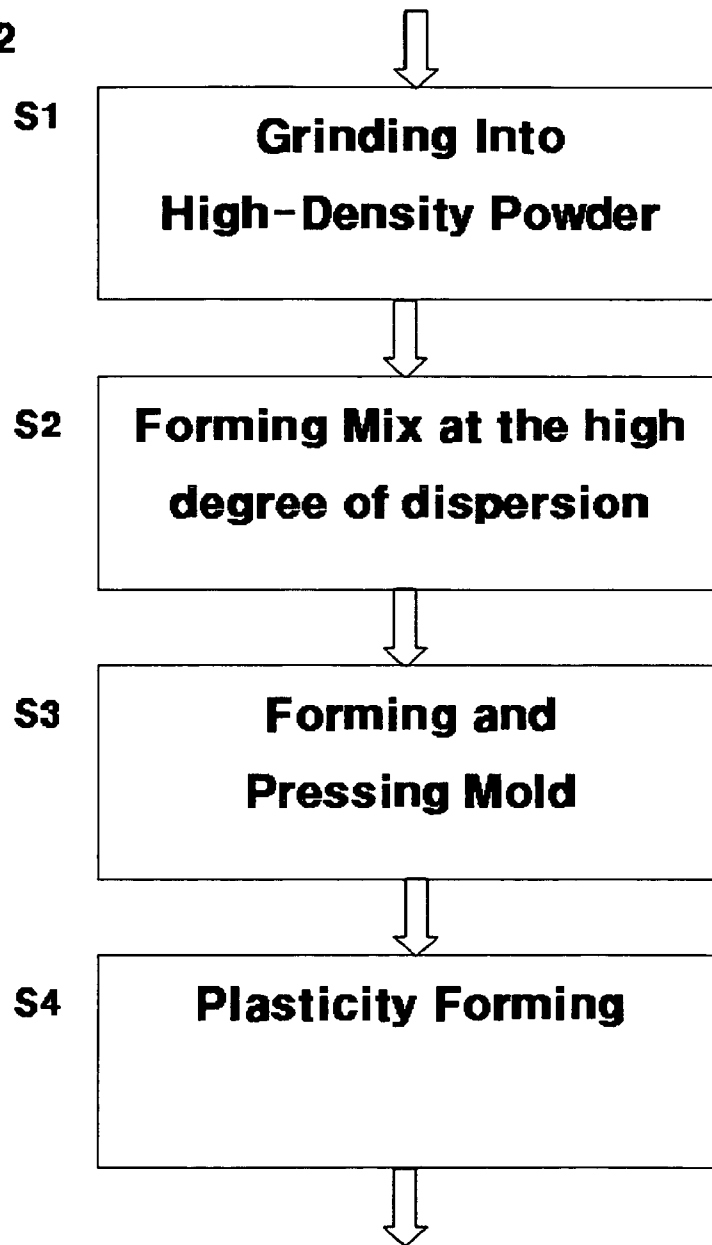 2
S1
Grinding Into
High-Density Powder
S2
Forming Mix at the high
degree of dispersion
S3
Forming and
Pressing Mold
S4
Plasticity Forming